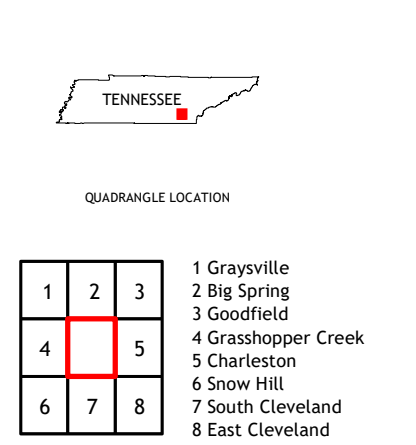 TENNESSEE
QUADRANGLE LOCATION
1 2 3
4 5
6 7 8
1 Graysville
2 Big Spring
3 Goodfield
4 Grasshopper Creek
5 Charleston
6 Snow Hill
7 South Cleveland
8 East Cleveland